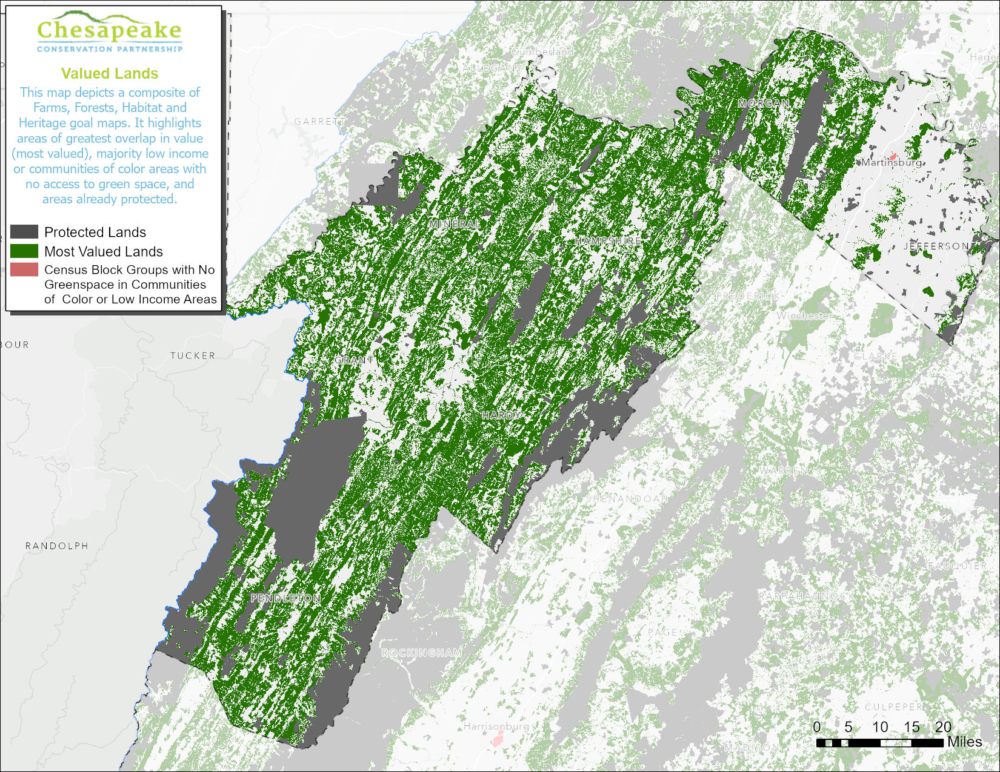 Chesapeake
CONSERVATION PARTNERSHIP
Valued Lands
This map depicts a composite of
Farms, Forests, Habitat and
Heritage goal maps. It highlights
areas of greatest overlap in value
(most valued), majority low income
or communities of color areas with
no access to green space, and
areas already protected.
Protected Lands
Most Valued Lands
Census Block Groups with No
Greenspace in Communities
of Color or Low Income Areas
Cumberland
ALLEGANY
Hager
MORGAN
GARRETT
WAS
Martinsburg
MINERAL
HAMPSHIRE
JEFFERSON
FREDERICK
Winchester
BOUR
TUCKER
GRANT
CLARKE
HARDY
WARREN
SHENANDOAH
RANDOLPH
FAUQUIER
PENDLETON
RAPPAHANNOCK
PAGE
ROCKINGHAM
CULPEPER
Harrisonburg
MADISON
0 5 10 15 20
Miles